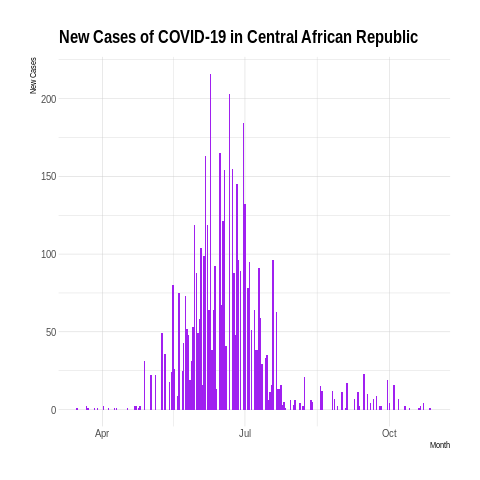 New Cases of COVID-19 in Central African Republic
New Cases
200
150
100
50
0
Apr
Jul
Oct
Month